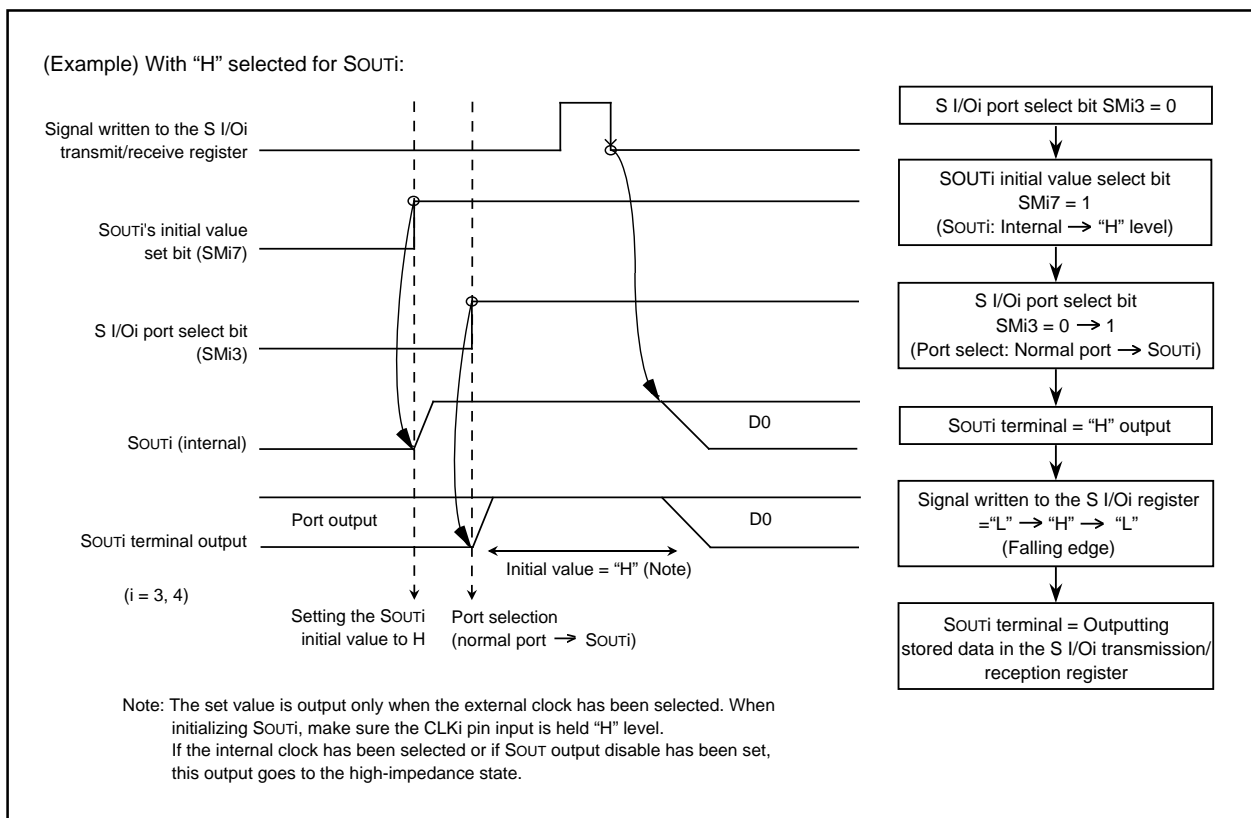 (Example) With “H” selected for SOUTi:
Signal written to the S I/Oi
transmit/receive register
SOUTi's initial value
set bit (SMi7)
S I/Oi port select bit
(SMi3)
SOUTi (internal)
D0
Port output
D0
SOUTi terminal output
Initial value = “H” (Note)
(i = 3, 4)
Setting the SOUTi
initial value to H
Port selection
(normal port → SOUTi)
S I/Oi port select bit SMi3 = 0
SOUTi initial value select bit
SMi7 = 1
(SOUTi: Internal → “H” level)
S I/Oi port select bit
SMi3 = 0 → 1
(Port select: Normal port → SOUTi)
SOUTi terminal = “H” output
Signal written to the S I/Oi register
=“L” → “H” → “L”
(Falling edge)
SOUTi terminal = Outputting
stored data in the S I/Oi transmission/
reception register
Note: The set value is output only when the external clock has been selected. When
initializing SOUTi, make sure the CLKi pin input is held “H” level.
If the internal clock has been selected or if SOUT output disable has been set,
this output goes to the high-impedance state.